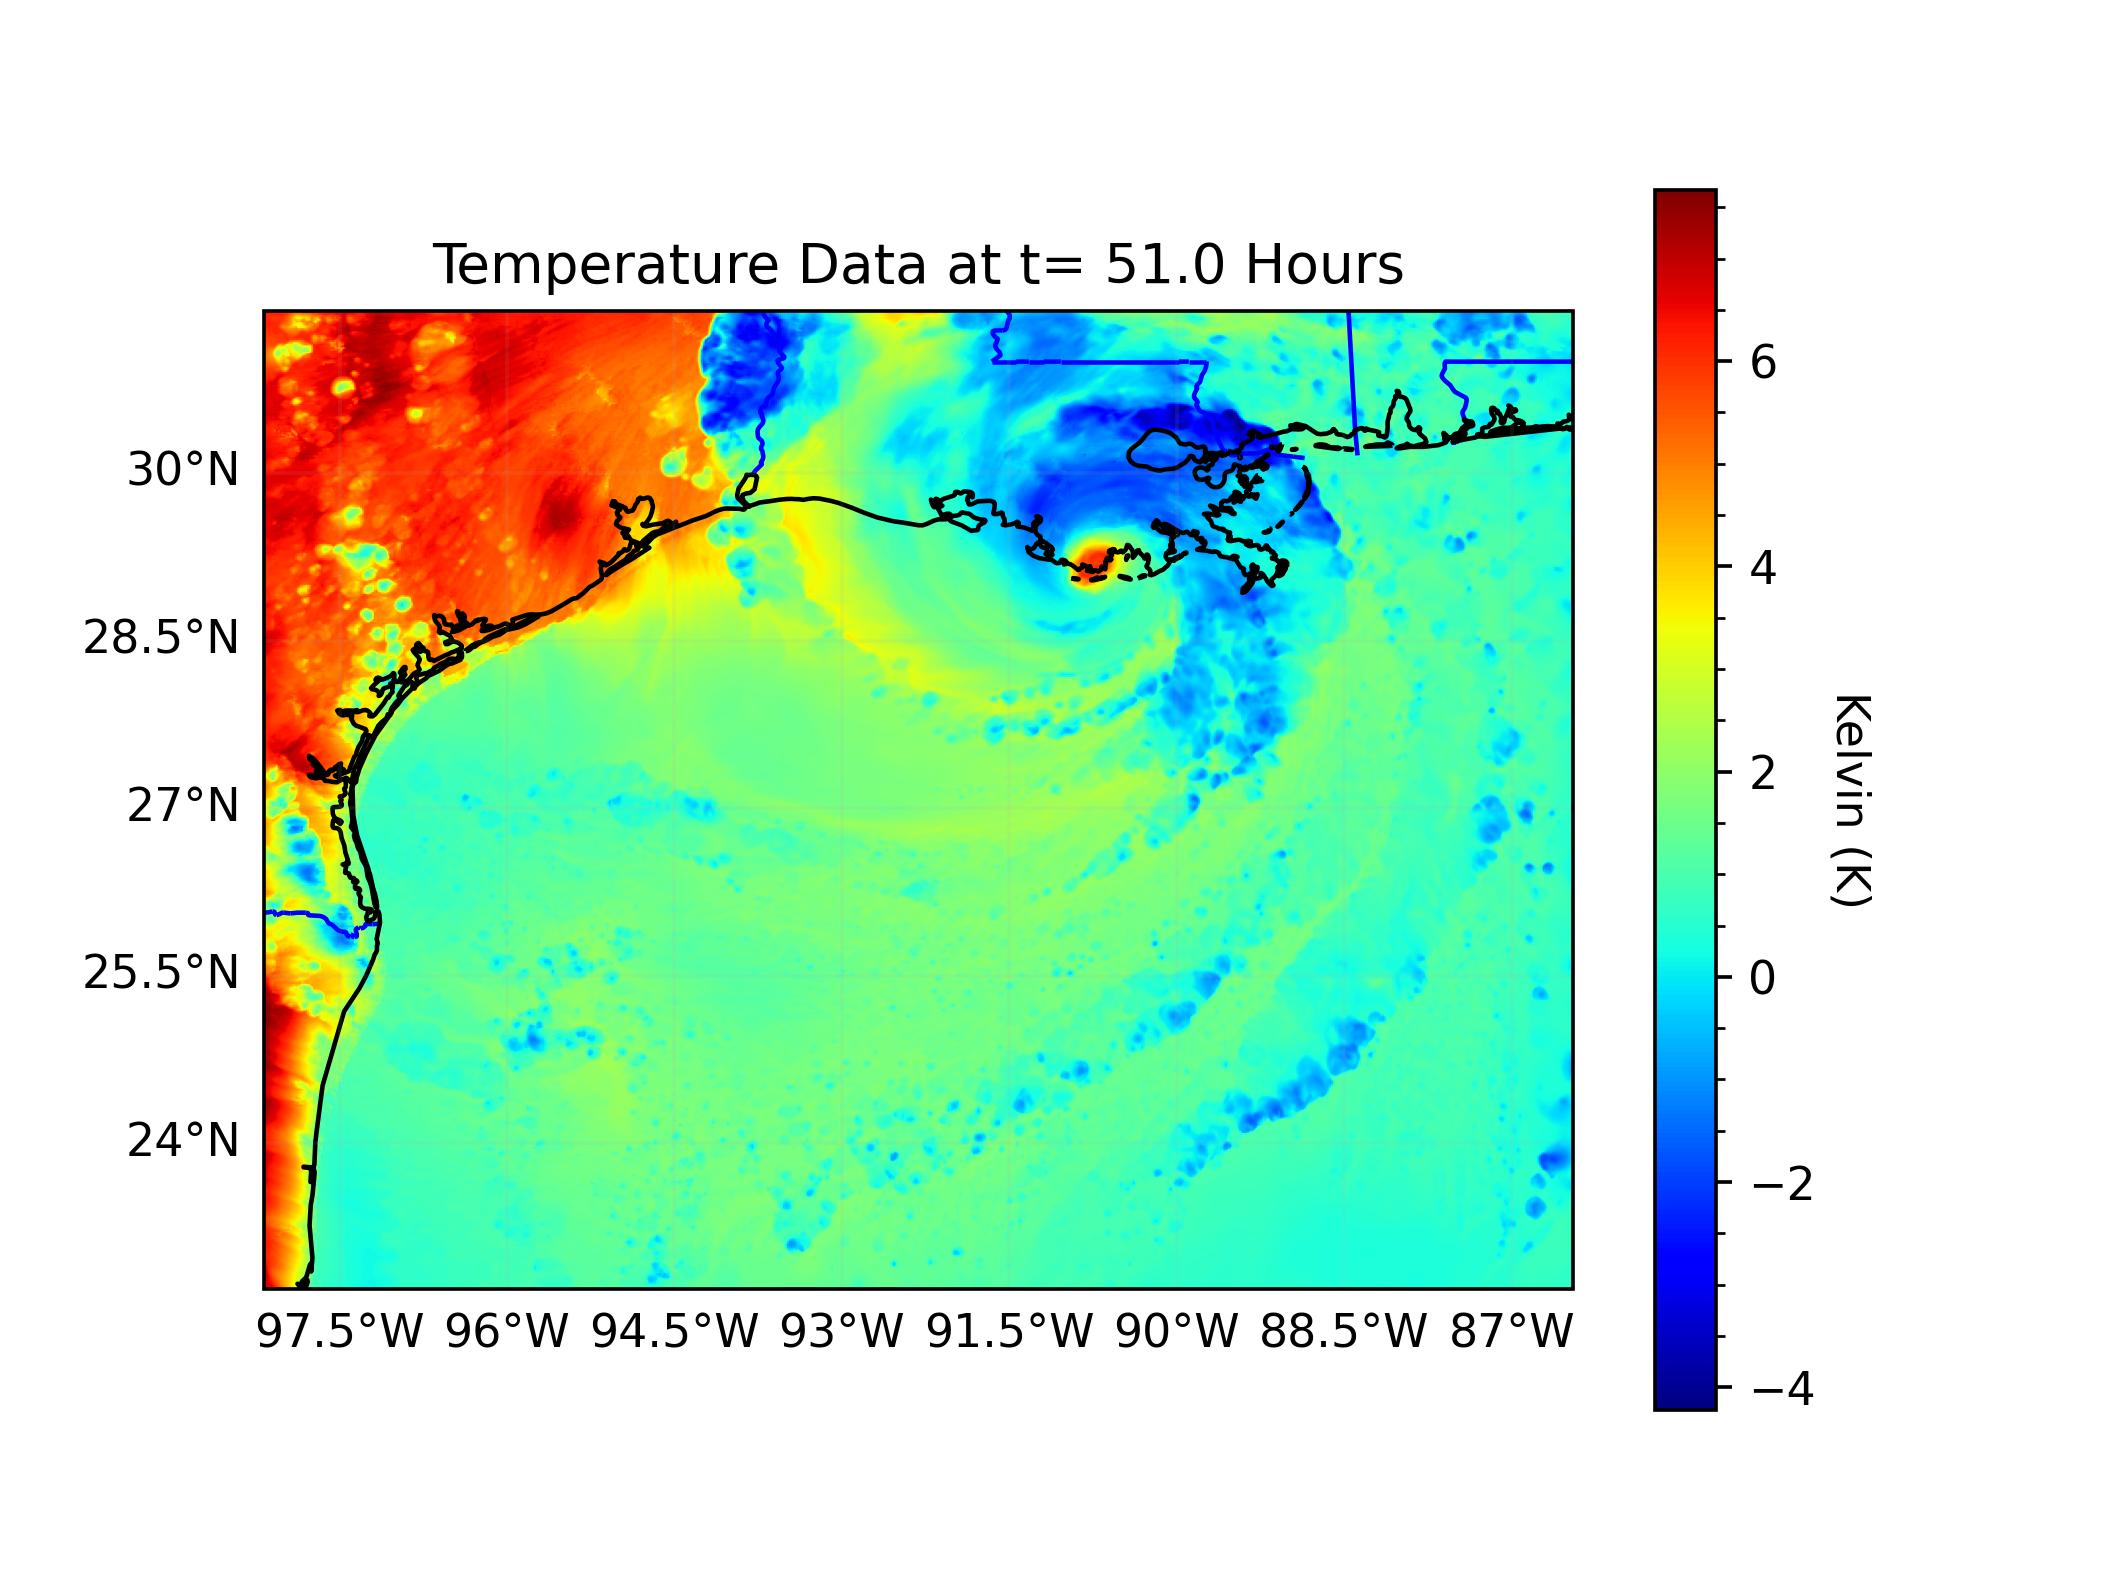 Temperature Data at t= 51.0 Hours
30°N
28.5°N
27°N
25.5°N
24°N
97.5°W 96°W 94.5°W 93°W 91.5°W 90°W 88.5°W 87°W
6
4
2
0
−2
−4
Kelvin (K)